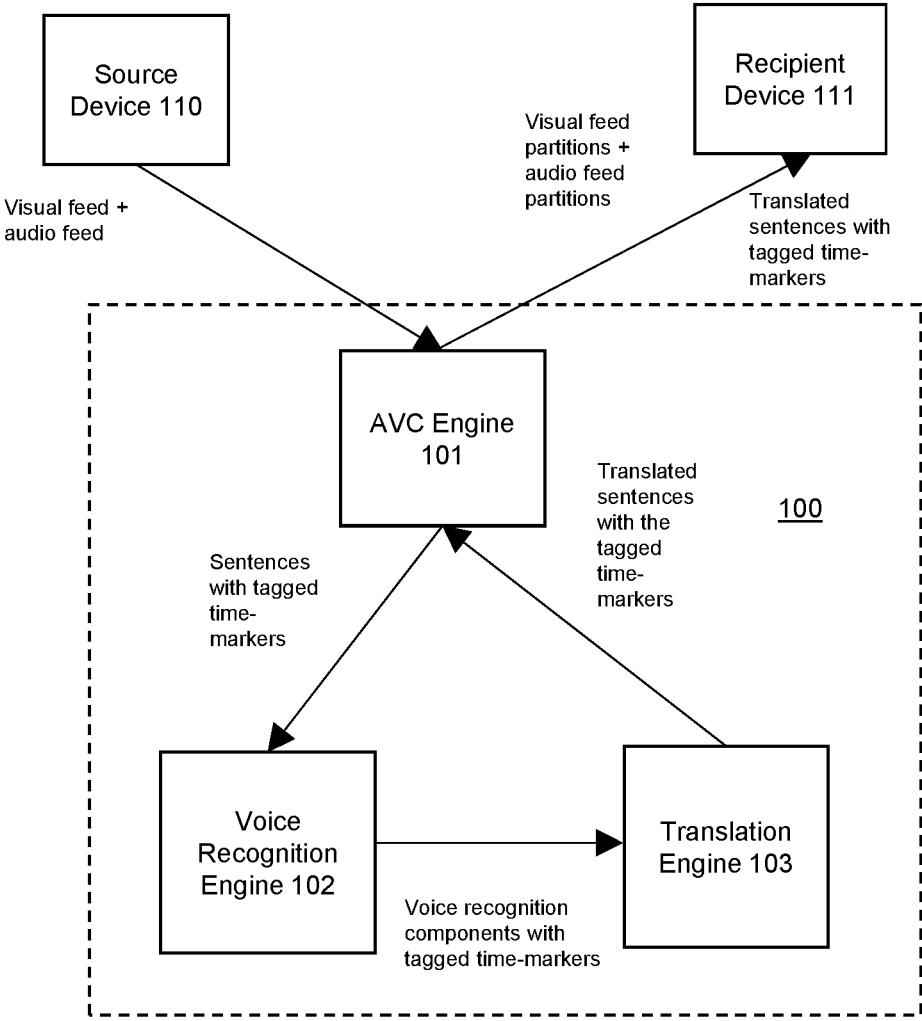 Source
Device 110
Recipient
Device 111
Visual feed
partitions +
audio feed
partitions
Visual feed +
audio feed
Translated
sentences with
tagged time-
markers
AVC Engine
101
Translated
sentences
with the
tagged
time-
markers
100
Sentences
with tagged
time-
markers
Voice
Recognition
Engine 102
Translation
Engine 103
Voice recognition
components with
tagged time-markers